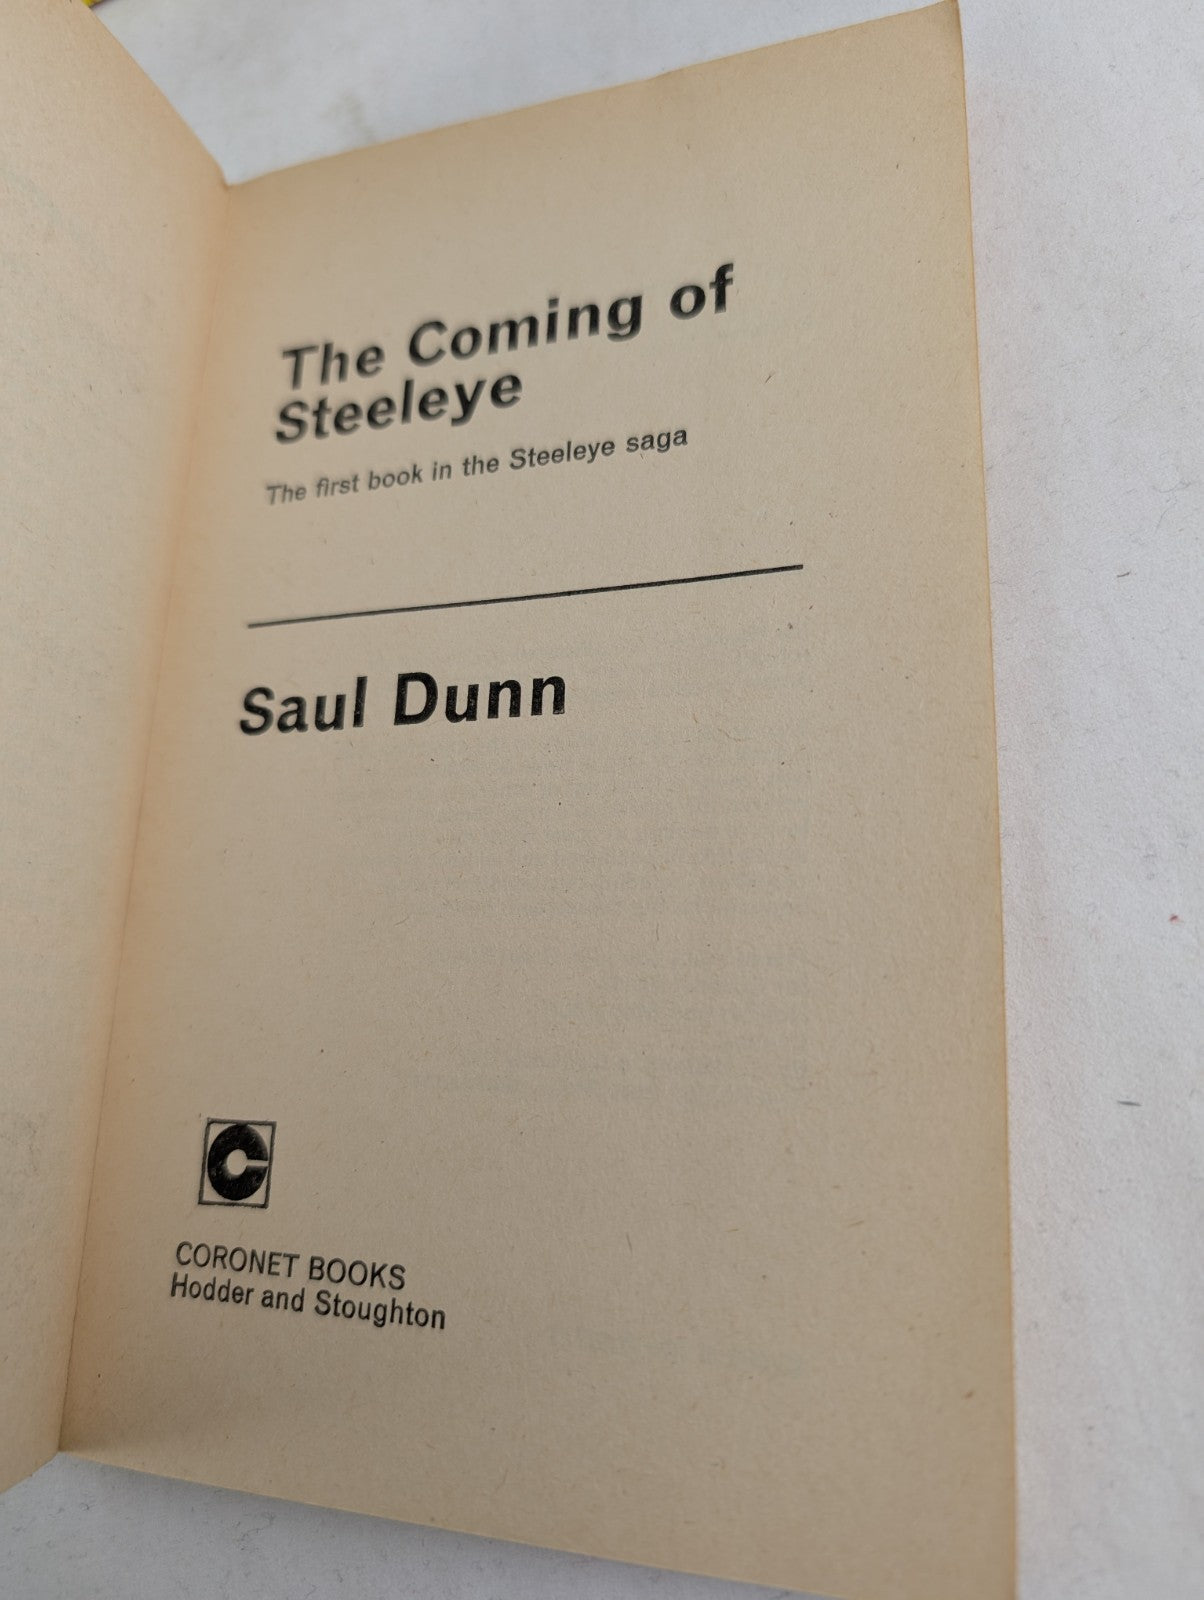 The Coming of
Steeleye
The first book in the Steeleye saga
Saul Dunn
CORONET BOOKS
Hodder and Stoughton